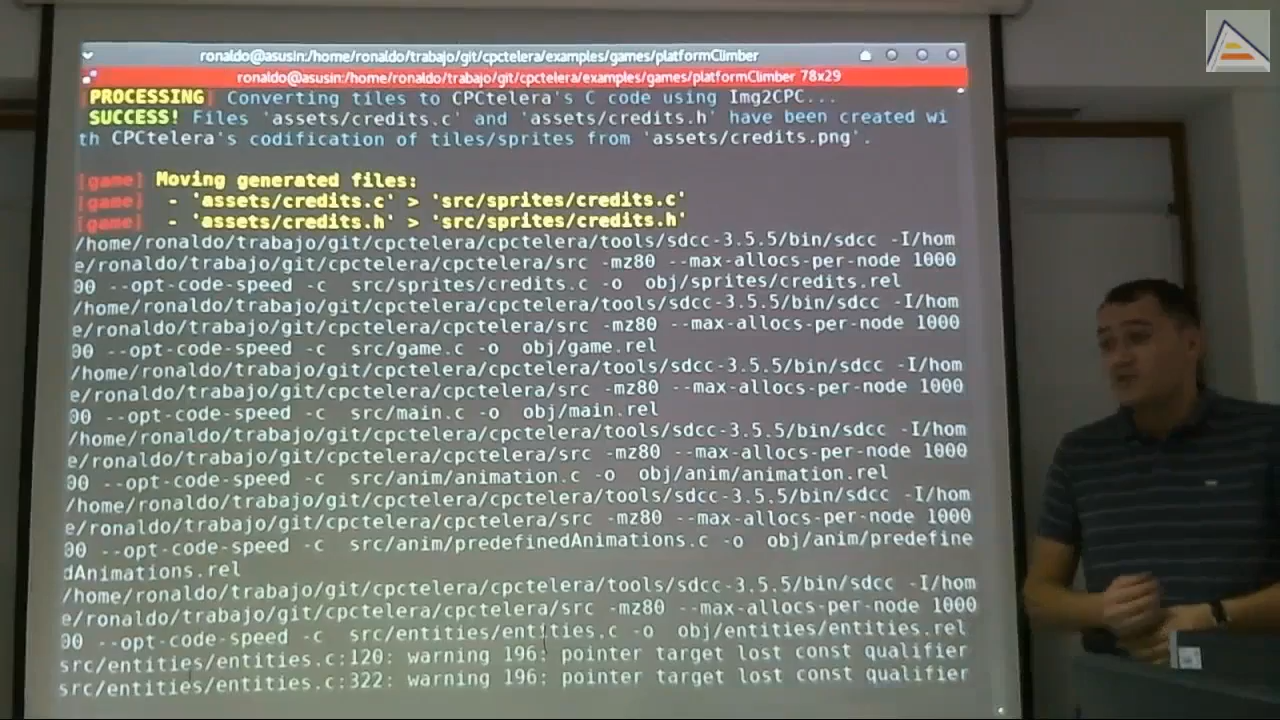 ronaldo@asusin:/home/ronaldo/trabajo/git/cpctelera/examples/games/platformClimber
ronaldo@asusin:/home/ronaldo/trabajo/git/cpctelera/examples/games/platformClimber 78x29
[PROCESSING] Converting tiles to CPCtelera's C code using Img2CPC...
SUCCESS! Files 'assets/credits.c' and 'assets/credits.h' have been created wi
th CPCtelera's codification of tiles/sprites from 'assets/credits.png'.
[game] Moving generated files:
[game] - 'assets/credits.c' > 'src/sprites/credits.c'
[game] - 'assets/credits.h' > 'src/sprites/credits.h'
/home/ronaldo/trabajo/git/cpctelera/cpctelera/tools/sdcc-3.5.5/bin/sdcc -I/hom
e/ronaldo/trabajo/git/cpctelera/cpctelera/src -mz80 --max-allocs-per-node 1000
00 --opt-code-speed -c src/sprites/credits.c -o obj/sprites/credits.rel
/home/ronaldo/trabajo/git/cpctelera/cpctelera/tools/sdcc-3.5.5/bin/sdcc -I/hom
e/ronaldo/trabajo/git/cpctelera/cpctelera/src -mz80 --max-allocs-per-node 1000
00 --opt-code-speed -c src/game.c -o obj/game.rel
/home/ronaldo/trabajo/git/cpctelera/cpctelera/tools/sdcc-3.5.5/bin/sdcc -I/hom
e/ronaldo/trabajo/git/cpctelera/cpctelera/src -mz80 --max-allocs-per-node 1000
00 --opt-code-speed -c src/main.c -o obj/main.rel
/home/ronaldo/trabajo/git/cpctelera/cpctelera/tools/sdcc-3.5.5/bin/sdcc -I/hom
e/ronaldo/trabajo/git/cpctelera/cpctelera/src -mz80 --max-allocs-per-node 1000
00 --opt-code-speed -c src/anim/animation.c -o obj/anim/animation.rel
/home/ronaldo/trabajo/git/cpctelera/cpctelera/tools/sdcc-3.5.5/bin/sdcc -I/hom
e/ronaldo/trabajo/git/cpctelera/cpctelera/src -mz80 --max-allocs-per-node 1000
00 --opt-code-speed -c src/anim/predefinedAnimations.c -o obj/anim/predefine
dAnimations.rel
/home/ronaldo/trabajo/git/cpctelera/cpctelera/tools/sdcc-3.5.5/bin/sdcc -I/hom
e/ronaldo/trabajo/git/cpctelera/cpctelera/src -mz80 --max-allocs-per-node 1000
00 --opt-code-speed -c src/entities/entities.c -o obj/entities/entities.rel
src/entities/entities.c:120: warning 196: pointer target lost const qualifier
src/entities/entities.c:322: warning 196: pointer target lost const qualifier